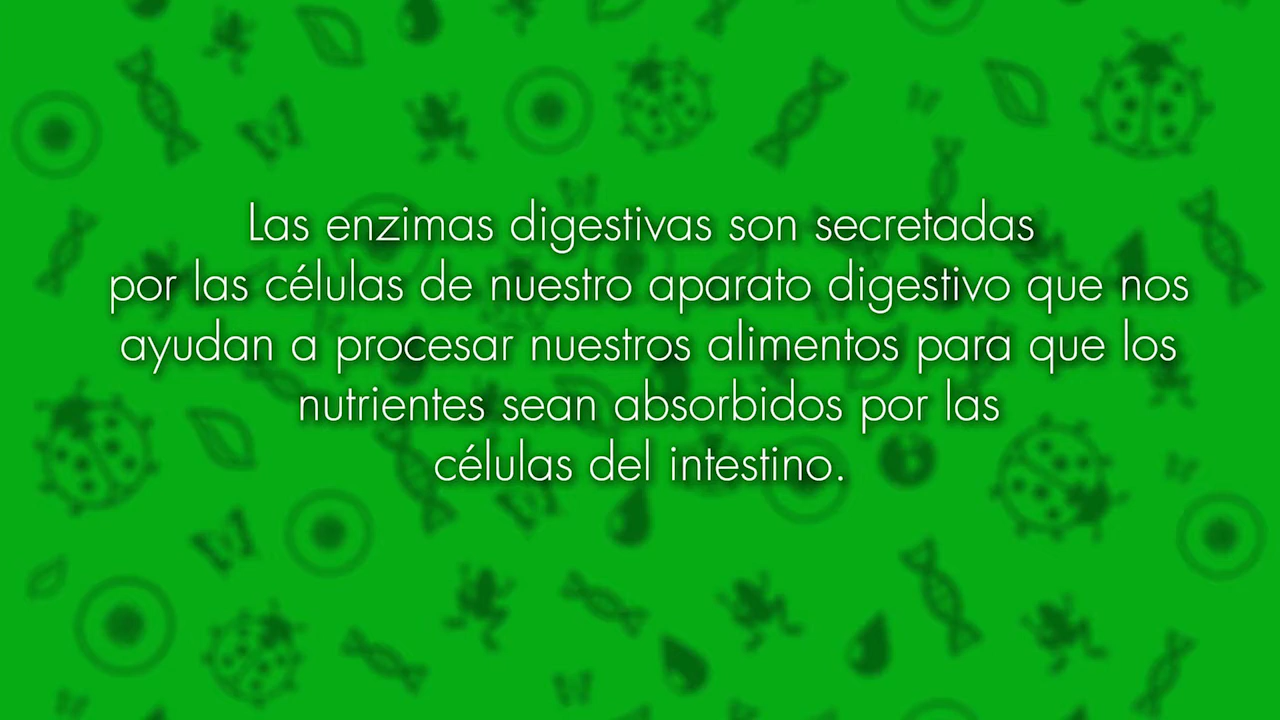 Las enzimas digestivas son secretadas
por las células de nuestro aparato digestivo que nos
ayudan a procesar nuestros alimentos para que los
nutrientes sean absorbidos por las
células del intestino.